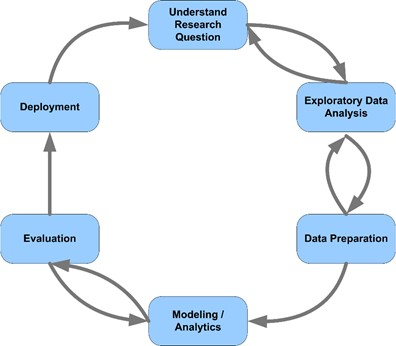 Understand
Research
Question
Exploratory Data
Analysis
Data Preparation
Modeling /
Analytics
Evaluation
Deployment